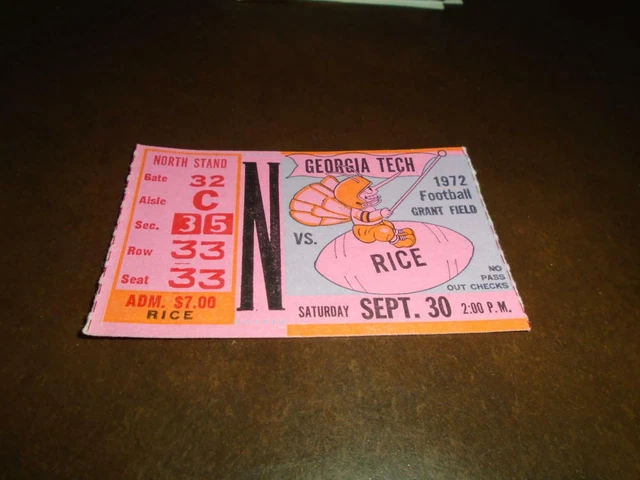 NORTH STAND
Gate 32
Aisle C
Sec. 35
Row 33
Seat 33
ADM. $7.00
RICE
N
GEORGIA TECH
1972
Football
GRANT FIELD
VS.
RICE
NO
PASS
OUT CHECKS
SATURDAY SEPT. 30 2:00 P.M.